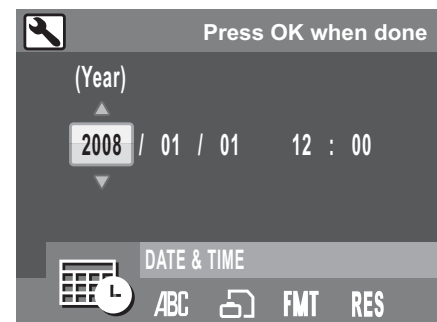 Press OK when done
(Year)
2008 / 01 / 01 12 : 00
DATE & TIME
ABC FMT RES